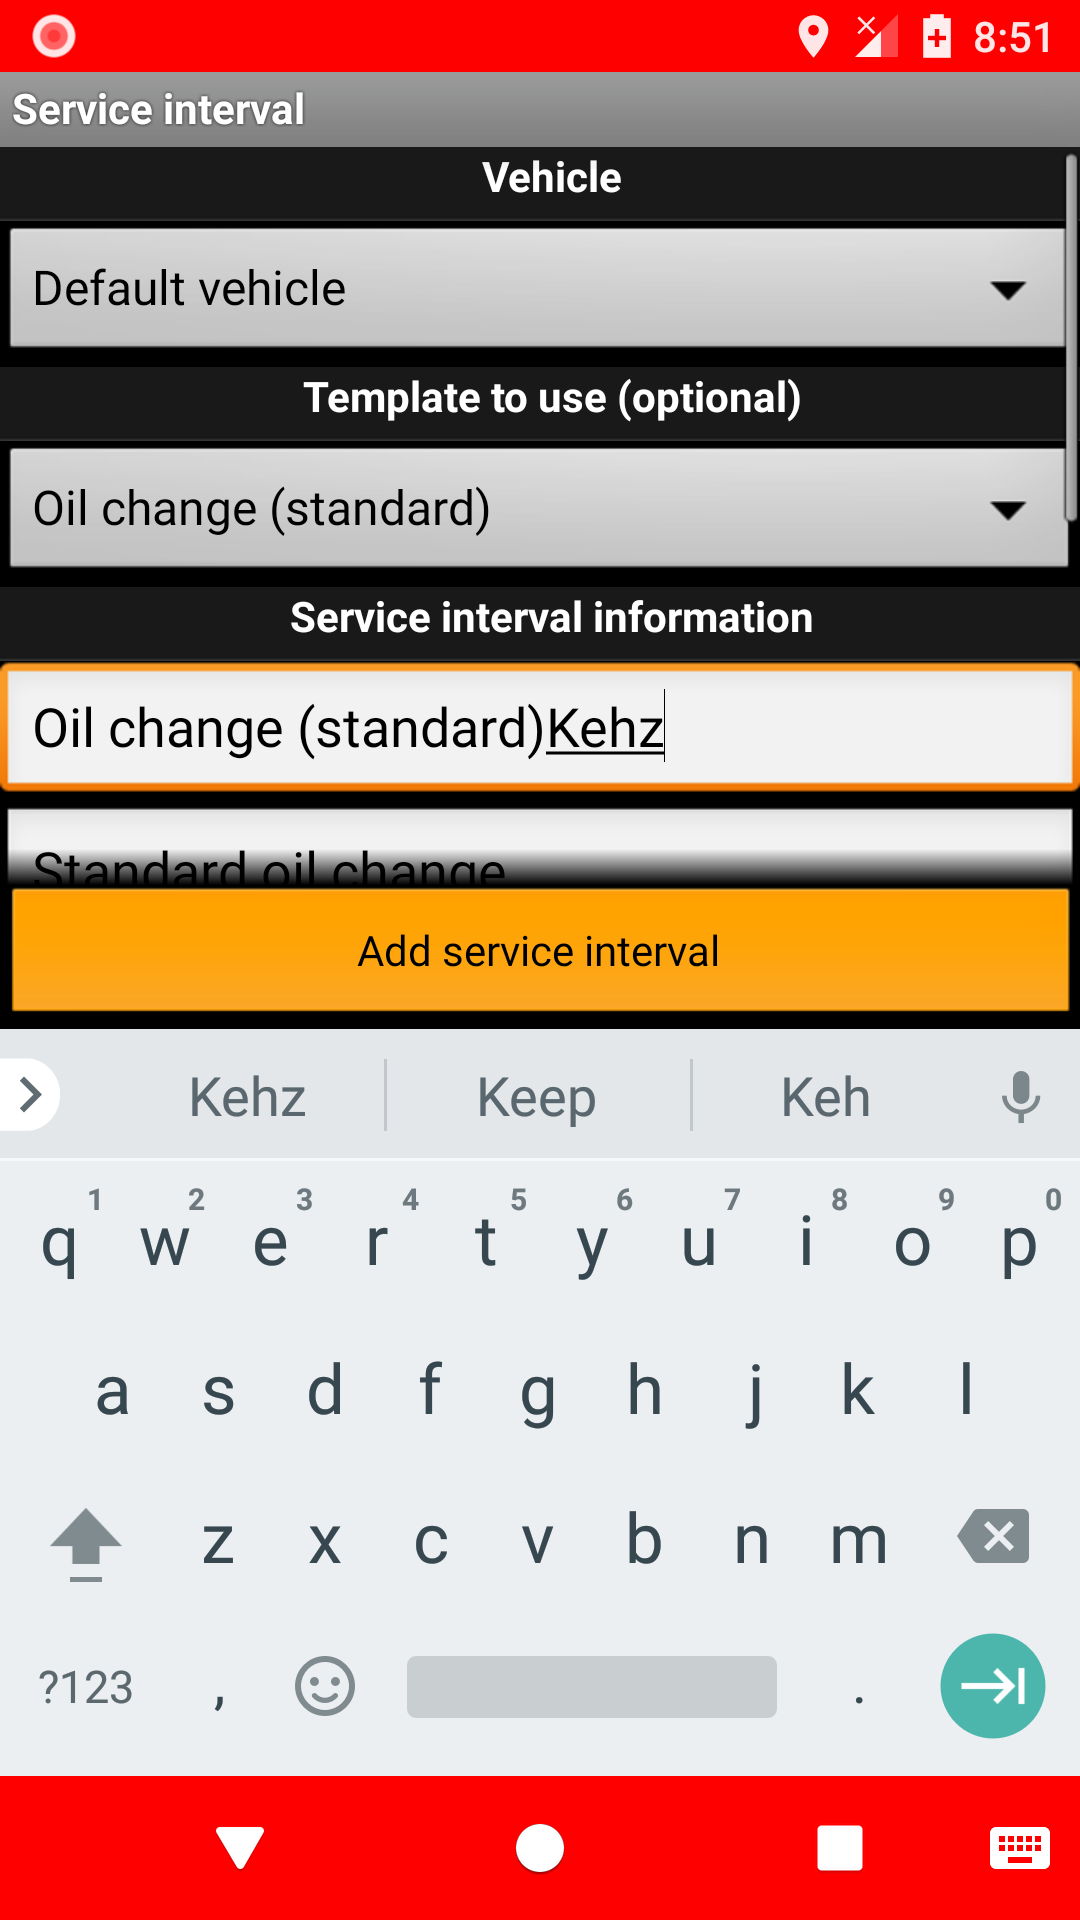 8:51
Service interval
Vehicle
Default vehicle
Template to use (optional)
Oil change (standard)
Service interval information
Oil change (standard)Kehz
Standard oil change
Add service interval
Kehz Keep Keh
1 2 3 4 5 6 7 8 9 0
q w e r t y u i o p
a s d f g h j k l
z x c v b n m
?123 , .